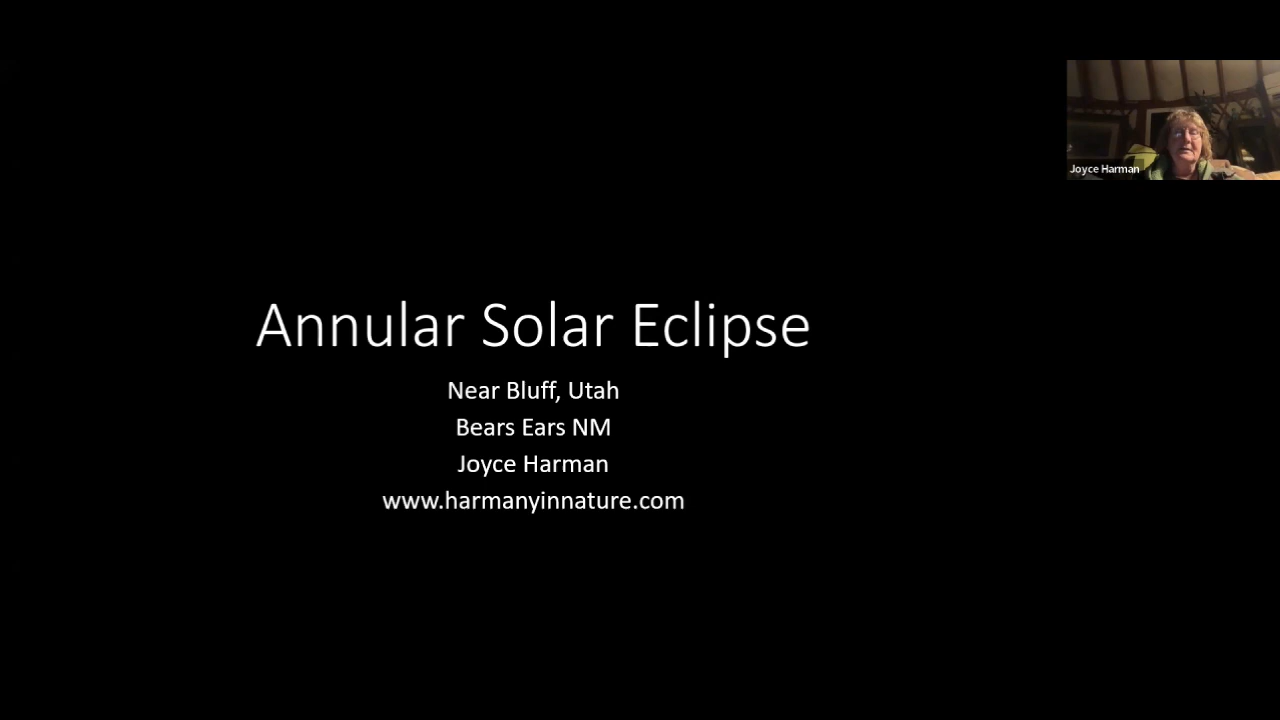 Annular Solar Eclipse
Near Bluff, Utah
Bears Ears NM
Joyce Harman
www.harmanyinnature.com
Joyce Harman